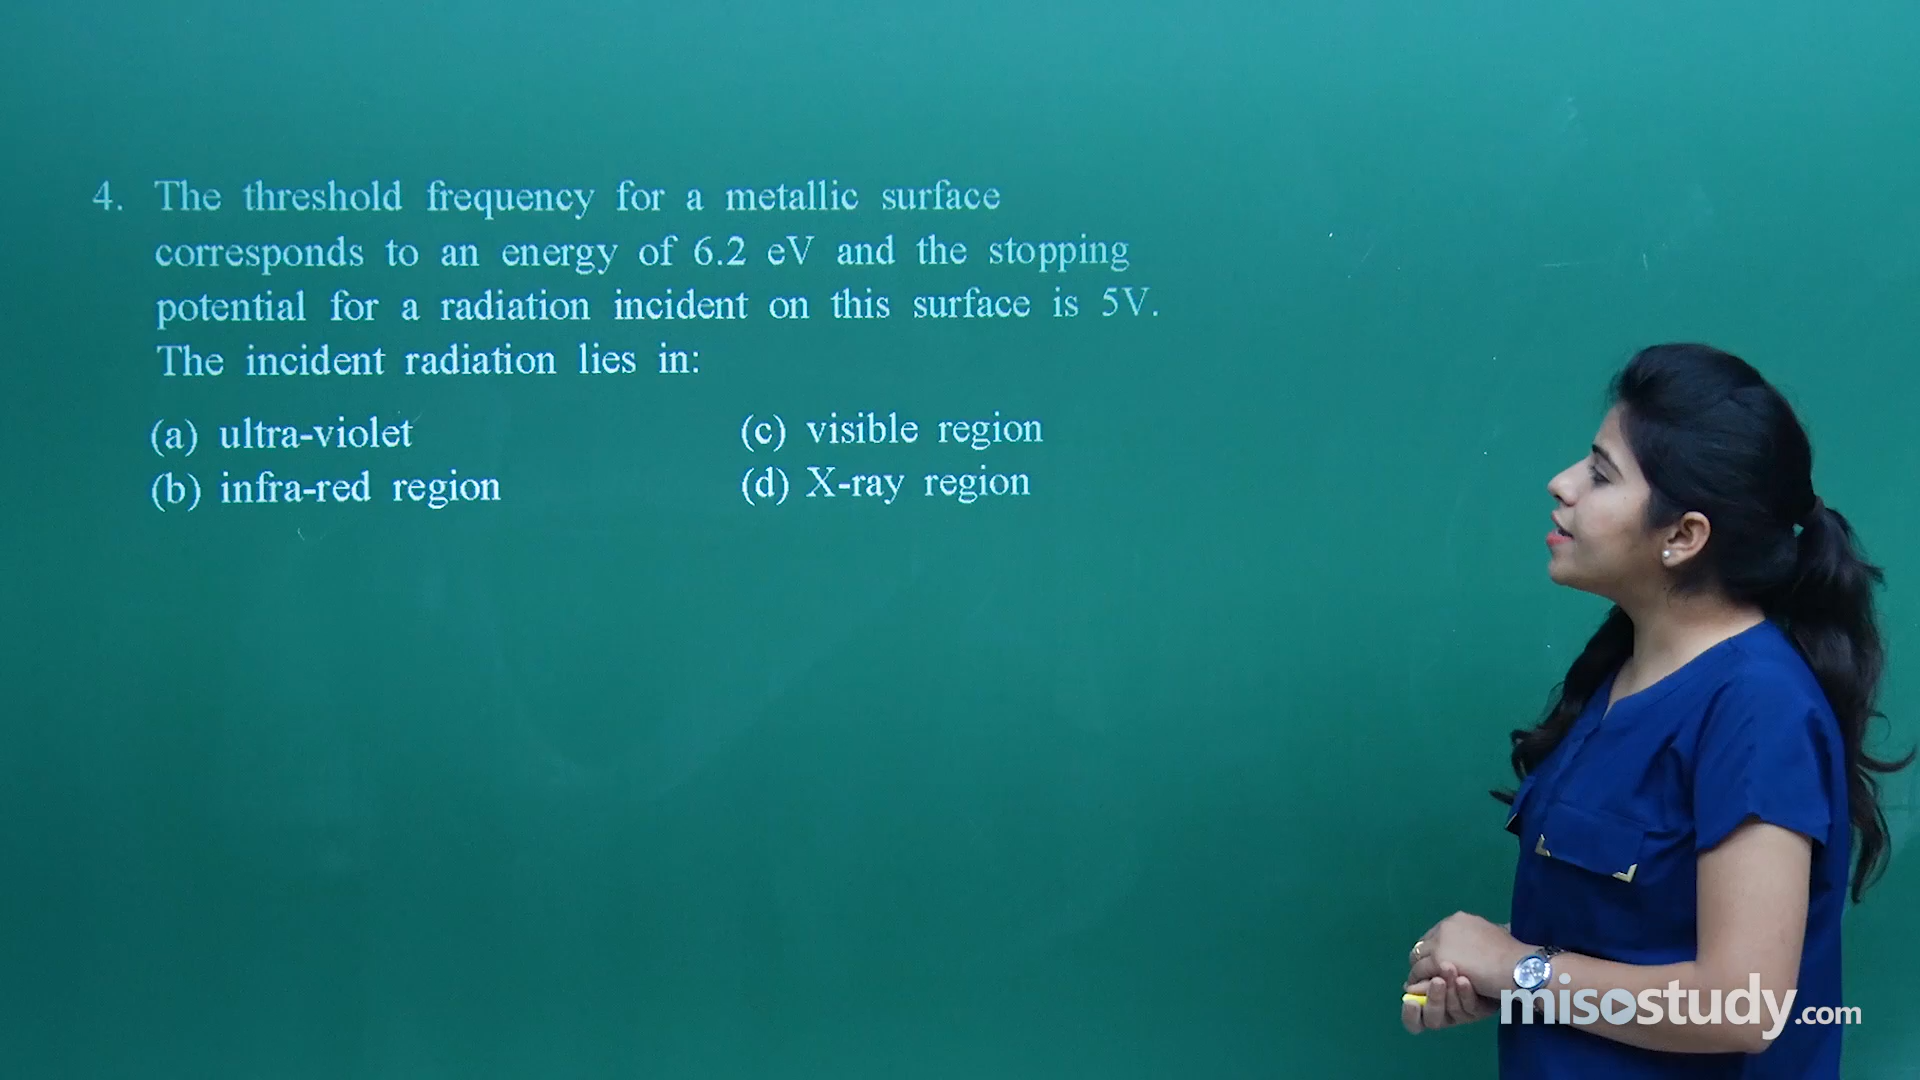 4. The threshold frequency for a metallic surface
corresponds to an energy of 6.2 eV and the stopping
potential for a radiation incident on this surface is 5V.
The incident radiation lies in:
(a) ultra-violet (c) visible region
(b) infra-red region (d) X-ray region
misostudy.com